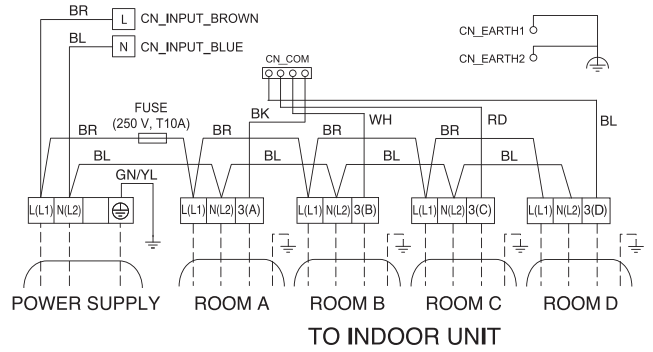 BR
L CN_INPUT_BROWN
BL
N CN_INPUT_BLUE
CN_EARTH1
CN_EARTH2
CN_COM
FUSE
(250 V, T10A)
BK WH RD BL
BR BR BR BR
BL BL BL BL
GN/YL
L(L1) N(L2) L(L1) N(L2) 3(A) L(L1) N(L2) 3(B) L(L1) N(L2) 3(C) L(L1) N(L2) 3(D)
POWER SUPPLY ROOM A ROOM B ROOM C ROOM D
TO INDOOR UNIT